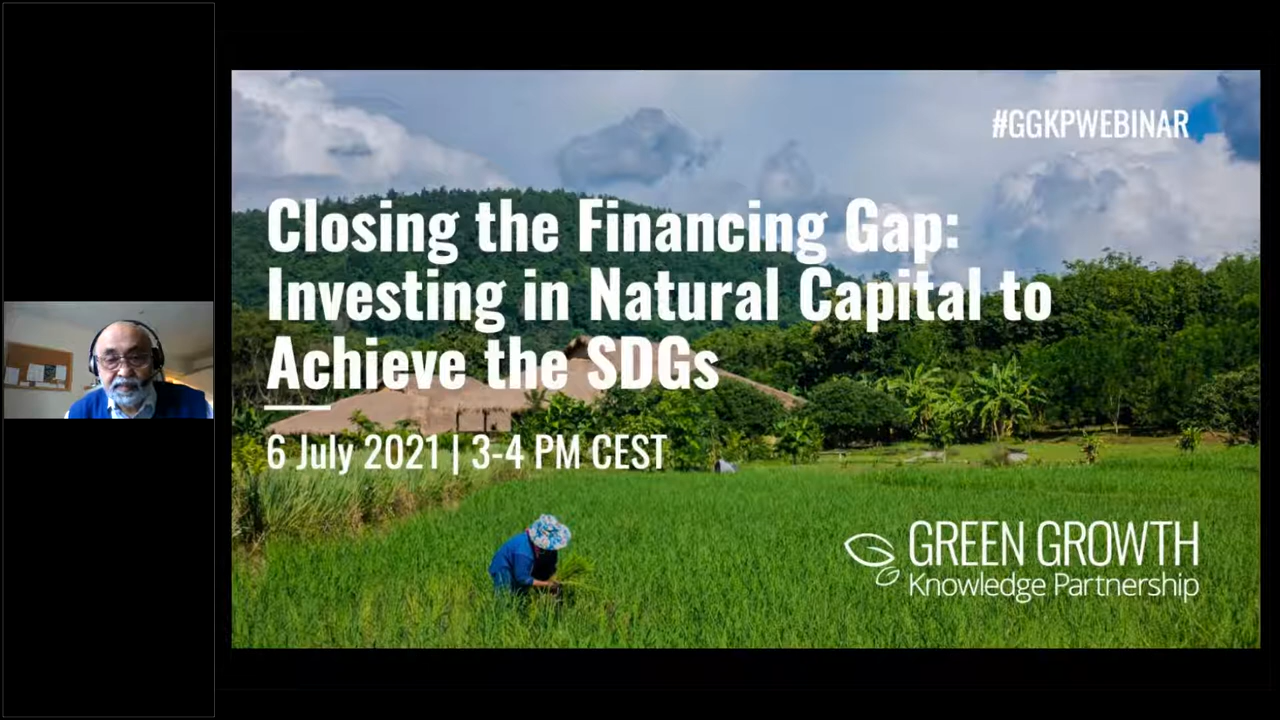 #GGKPWEBINAR
Closing the Financing Gap:
Investing in Natural Capital to
Achieve the SDGs
6 July 2021 | 3-4 PM CEST
GREEN GROWTH
Knowledge Partnership